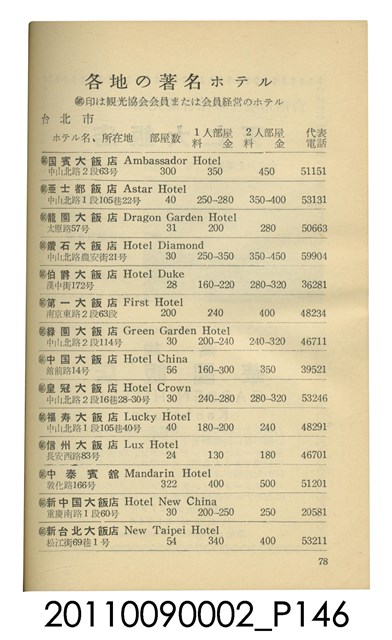 各地の著名ホテル
㊙印は観光協会会員または会員経営のホテル
台北市
ホテル名、所在地 部屋数 1人部屋料金 2人部屋料金 代表電話
国賓大飯店 Ambassador Hotel
中山北路2段63号 300 350 450 51151
亜士都飯店 Astar Hotel
中山北路1段105巷22号 40 250-280 350-400 53131
龍園大飯店 Dragon Garden Hotel
太原路57号 31 200 280 50663
鑽石大飯店 Hotel Diamond
中山北路農安街21号 30 250-350 350-450 59904
伯爵大飯店 Hotel Duke
漢中街172号 28 160-220 280-320 36281
第一大飯店 First Hotel
南京東路2段63段 200 240 400 48234
緑園大飯店 Green Garden Hotel
中山北路2段114号 30 200-240 240-320 46711
中国大飯店 Hotel China
館前路14号 56 160-300 350 39521
皇冠大飯店 Hotel Crown
中山北路2段16巷28-30号 30 240-280 280-320 53246
福寿大飯店 Lucky Hotel
中山北路1段105巷40号 40 180-200 240 48291
信州大飯店 Lux Hotel
長安西路83号 24 130 180 46701
中泰賓舘 Mandarin Hotel
敦化路166号 322 400 500 51201
新中国大飯店 Hotel New China
重慶南路1段60号 30 200-250 250 20581
新台北大飯店 New Taipei Hotel
松江街69巷1号 54 340 400 53211
78
20110090002_P146